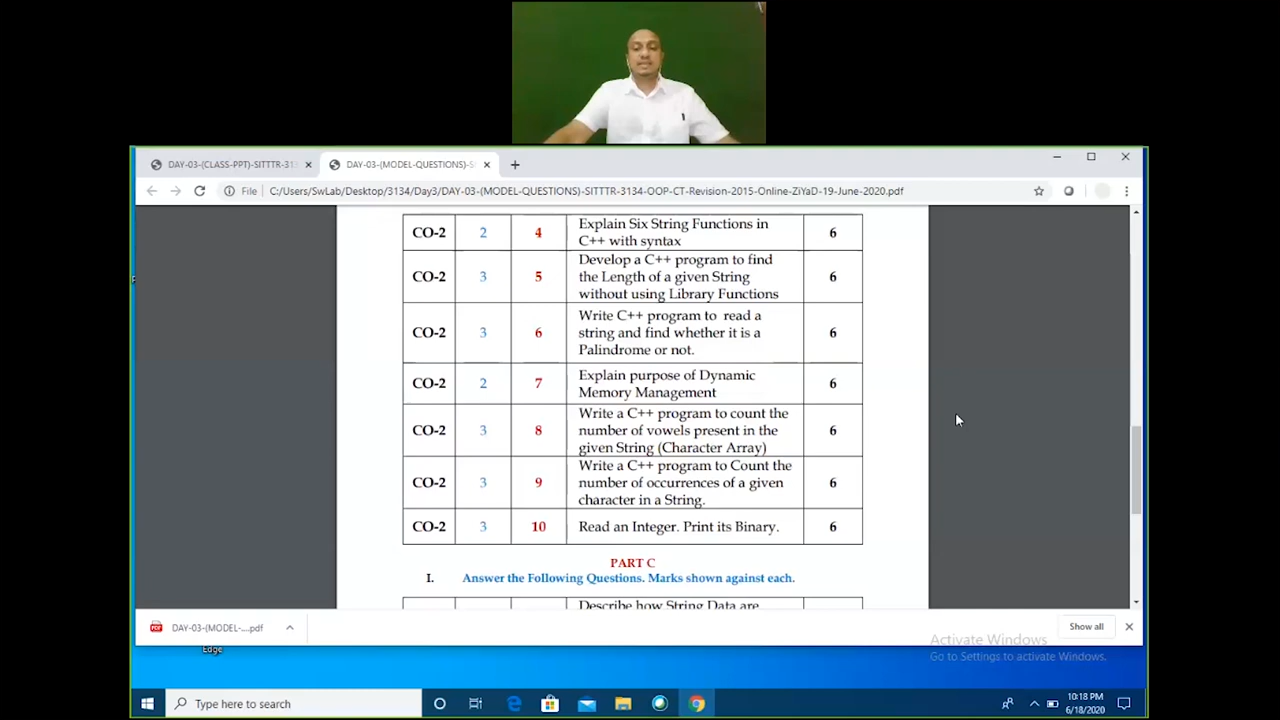 DAY-03-(CLASS-PPT)-SITTTR-313
DAY-03-(MODEL-QUESTIONS)-S
File
C:/Users/SwLab/Desktop/3134/Day3/DAY-03-(MODEL-QUESTIONS)-SITTTR-3134-OOP-CT-Revision-2015-Online-ZiYaD-19-June-2020.pdf
CO-2 2 4 Explain Six String Functions in
C++ with syntax 6
CO-2 3 5 Develop a C++ program to find
the Length of a given String
without using Library Functions 6
CO-2 3 6 Write C++ program to read a
string and find whether it is a
Palindrome or not. 6
CO-2 2 7 Explain purpose of Dynamic
Memory Management 6
CO-2 3 8 Write a C++ program to count the
number of vowels present in the
given String (Character Array) 6
CO-2 3 9 Write a C++ program to Count the
number of occurrences of a given
character in a String. 6
CO-2 3 10 Read an Integer. Print its Binary. 6
PART C
I. Answer the Following Questions. Marks shown against each.
Describe how String Data are
DAY-03-(MODEL-....pdf
Show all
Activate Windows
Go to Settings to activate Windows.
Edge
Type here to search
10:18 PM
6/18/2020